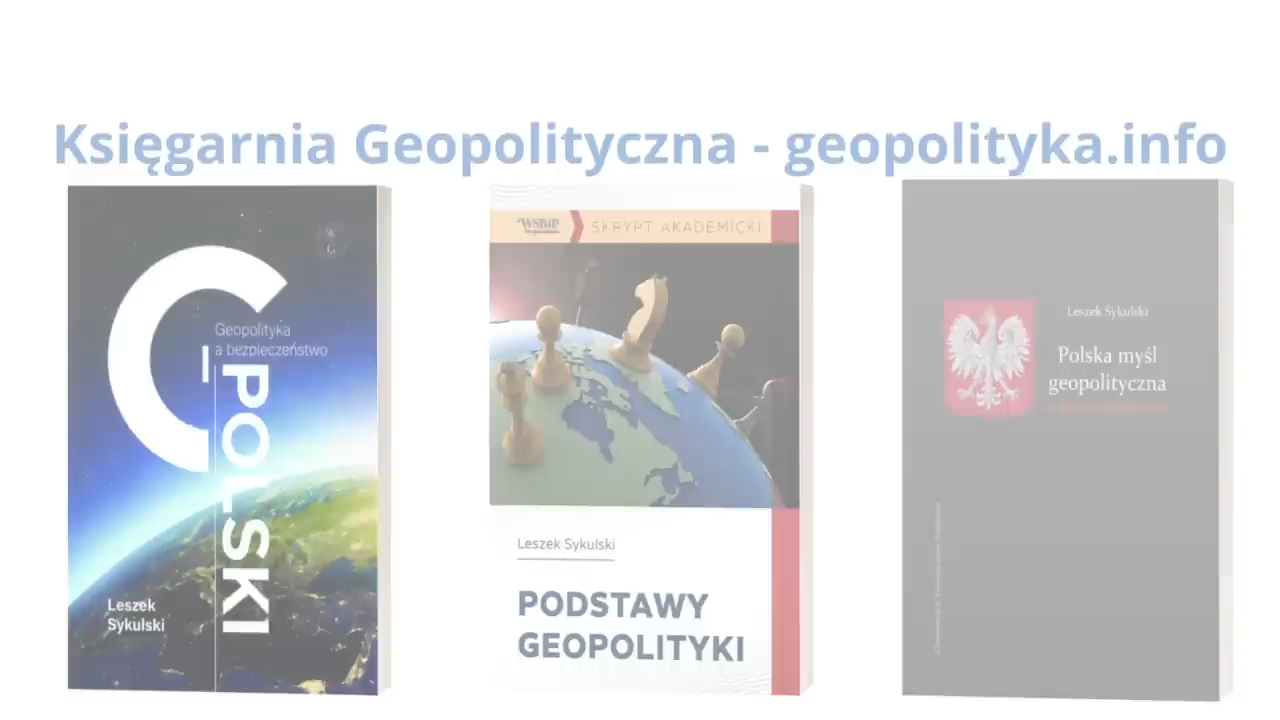 Księgarnia Geopolityczna - geopolityka.info
W
G
Geopolityka
a bezpieczeństwo
POLSKI
Leszek
Sykulski
WSBiP
SKRYPT AKADEMICKI
Leszek Sykulski
PODSTAWY
GEOPOLITYKI
Leszek Sykulski
Polska myśl
geopolityczna